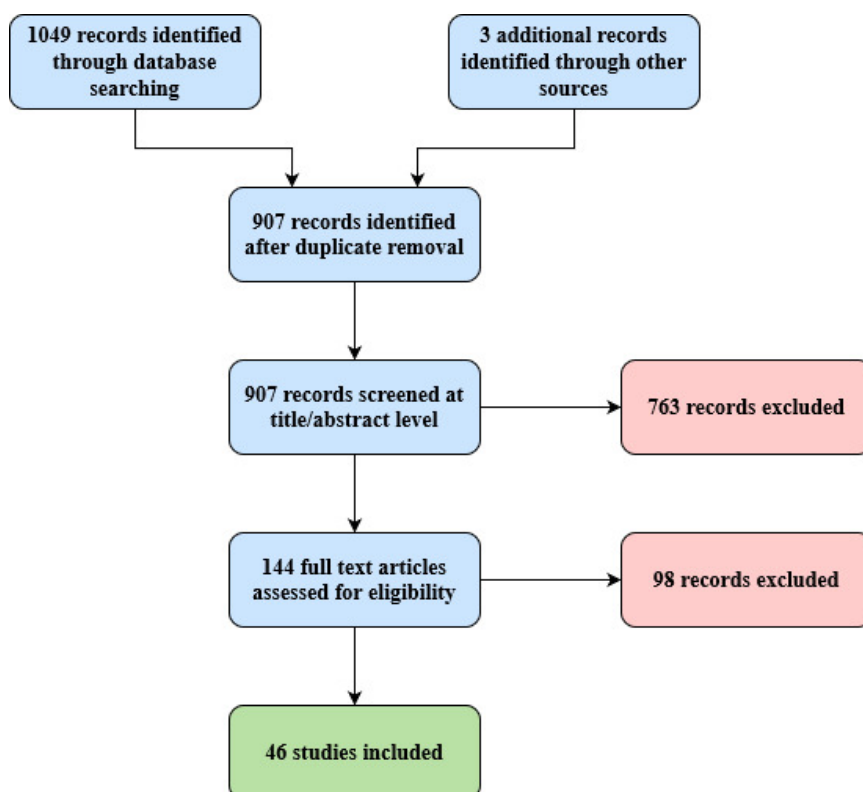 1049 records identified
through database
searching
3 additional records
identified through other
sources
907 records identified
after duplicate removal
907 records screened at
title/abstract level
763 records excluded
144 full text articles
assessed for eligibility
98 records excluded
46 studies included